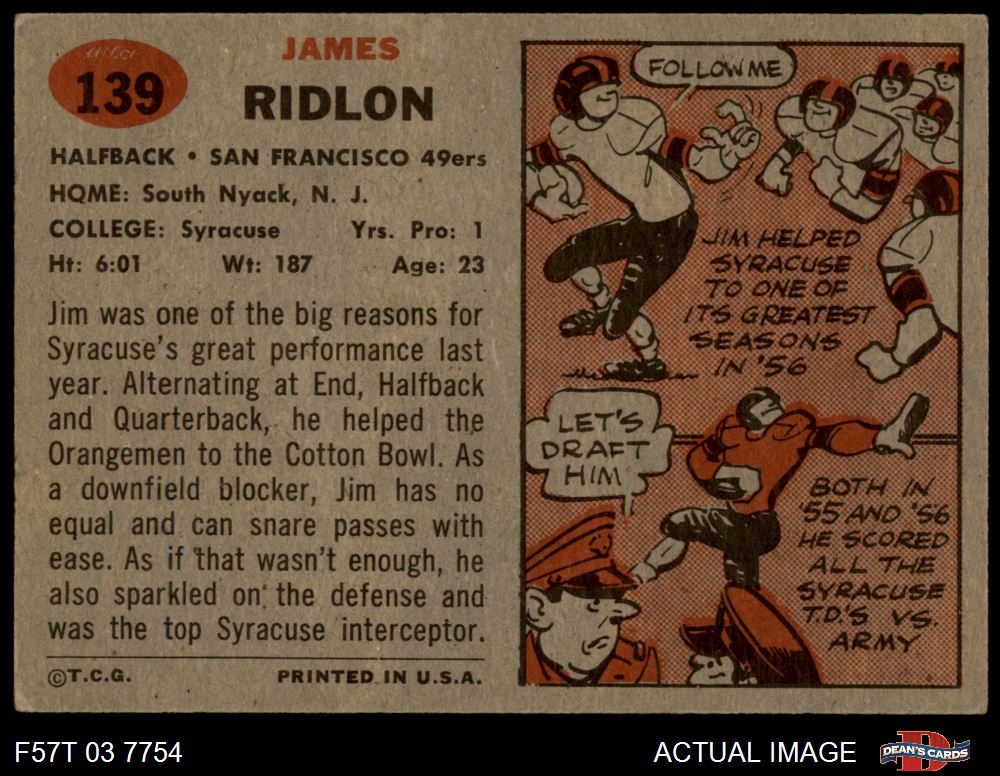 139
JAMES
RIDLON
HALFBACK • SAN FRANCISCO 49ers
HOME: South Nyack, N. J.
COLLEGE: Syracuse Yrs. Pro: 1
Ht: 6:01 Wt: 187 Age: 23
Jim was one of the big reasons for
Syracuse's great performance last
year. Alternating at End, Halfback
and Quarterback, he helped the
Orangemen to the Cotton Bowl. As
a downfield blocker, Jim has no
equal and can snare passes with
ease. As if that wasn't enough, he
also sparkled on the defense and
was the top Syracuse interceptor.
©T.C.G. PRINTED IN U.S.A.
FOLLOW ME
JIM HELPED
SYRACUSE
TO ONE OF
ITS GREATEST
SEASONS
IN '56
LET'S
DRAFT
HIM
BOTH IN
'55 AND '56
HE SCORED
ALL THE
SYRACUSE
T.D.'S VS.
ARMY
F57T 03 7754
ACTUAL IMAGE
DEAN'S CARDS